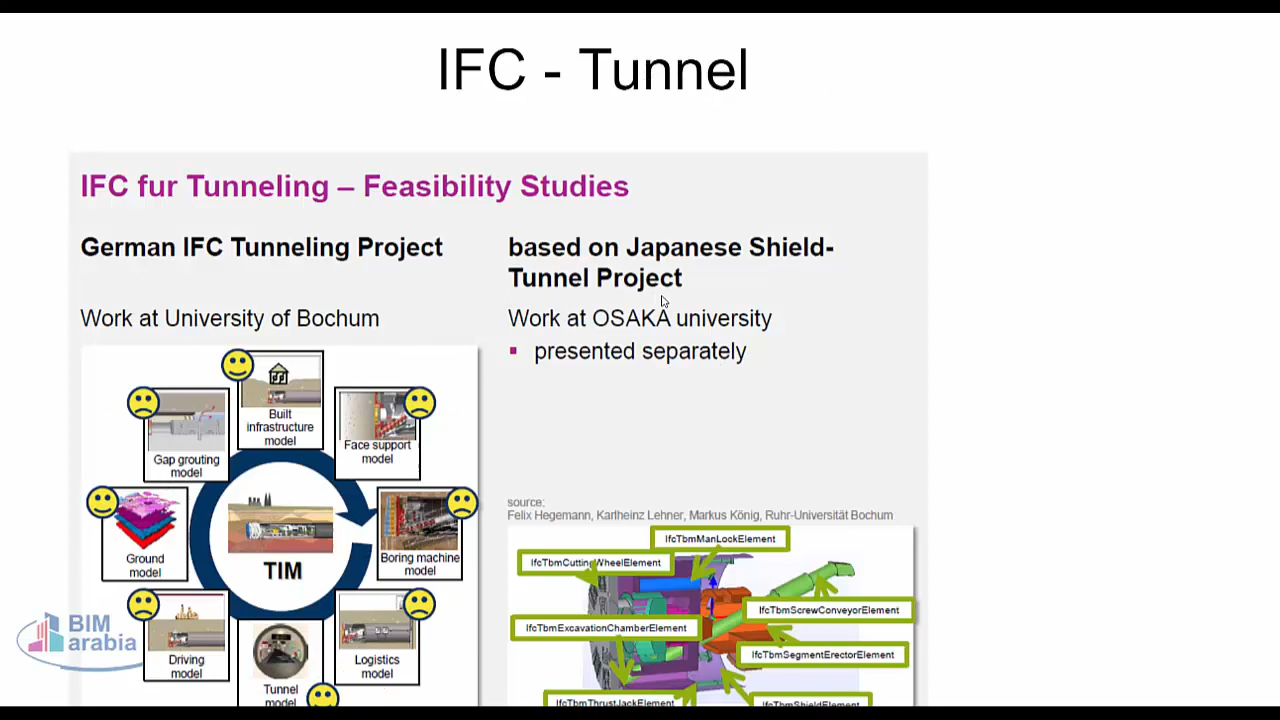 IFC - Tunnel
IFC fur Tunneling – Feasibility Studies
German IFC Tunneling Project
Work at University of Bochum
based on Japanese Shield-
Tunnel Project
Work at OSAKA university
presented separately
Built
infrastructure
model
Face support
model
Boring machine
model
Logistics
model
Tunnel
model
Driving
model
Ground
model
Gap grouting
model
TIM
source:
Felix Hegemann, Karlheinz Lehner, Markus König, Ruhr-Universität Bochum
IfcTbmManLockElement
IfcTbmCuttingWheelElement
IfcTbmScrewConveyorElement
IfcTbmExcavationChamberElement
IfcTbmSegmentErectorElement
IfcTbmThrustJackElement
IfcTbmShieldElement
BIM
arabia